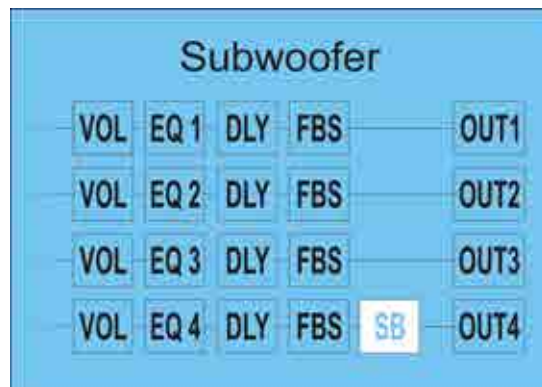 Subwoofer
VOL EQ 1 DLY FBS OUT1
VOL EQ 2 DLY FBS OUT2
VOL EQ 3 DLY FBS OUT3
VOL EQ 4 DLY FBS SB OUT4